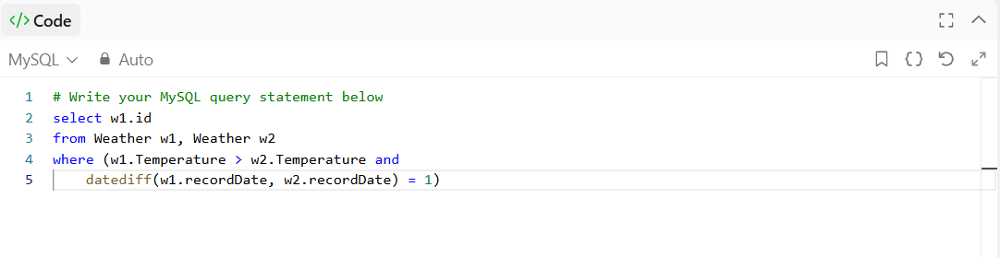 </> Code
MySQL Auto
1 # Write your MySQL query statement below
2 select w1.id
3 from Weather w1, Weather w2
4 where (w1.Temperature > w2.Temperature and
5 datediff(w1.recordDate, w2.recordDate) = 1)